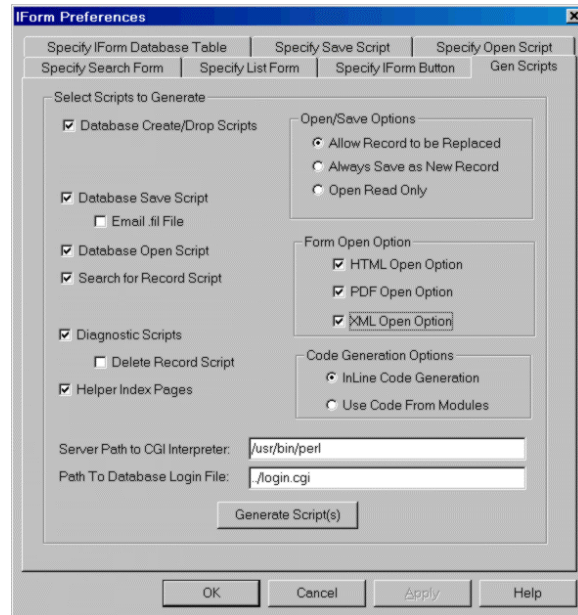 IForm Preferences
Specify IForm Database Table
Specify Save Script
Specify Open Script
Specify Search Form
Specify List Form
Specify IForm Button
Gen Scripts
Select Scripts to Generate
Database Create/Drop Scripts
Database Save Script
Email .fil File
Database Open Script
Search for Record Script
Diagnostic Scripts
Delete Record Script
Helper Index Pages
Open/Save Options
Allow Record to be Replaced
Always Save as New Record
Open Read Only
Form Open Option
HTML Open Option
PDF Open Option
XML Open Option
Code Generation Options
InLine Code Generation
Use Code From Modules
Server Path to CGI Interpreter: /usr/bin/perl
Path To Database Login File: ../login.cgi
Generate Script(s)
OK
Cancel
Apply
Help